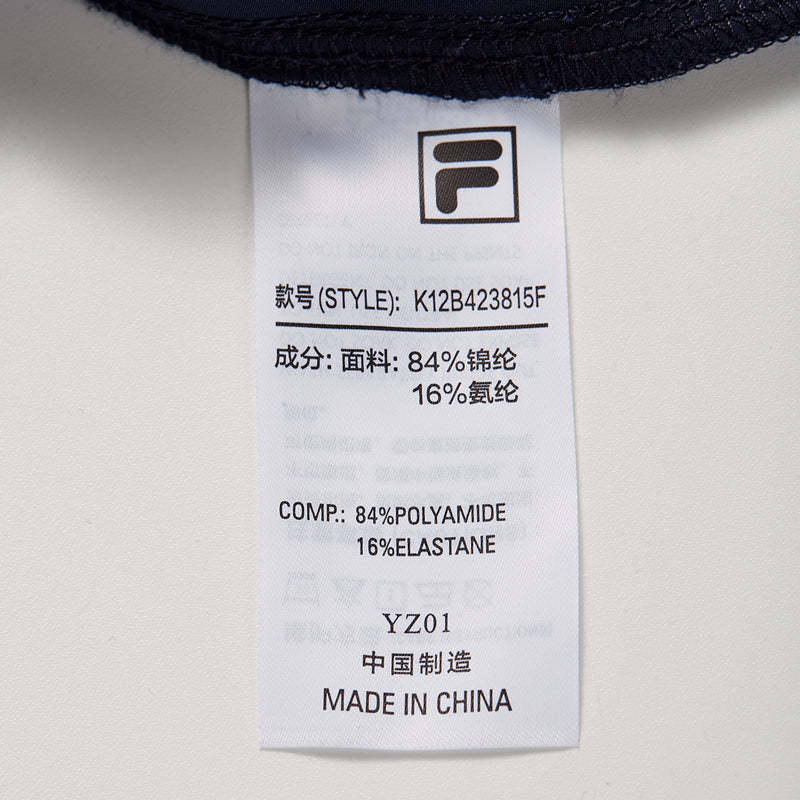 F
款号(STYLE): K12B423815F
成分: 面料: 84%锦纶
16%氨纶
COMP.: 84%POLYAMIDE
16%ELASTANE
YZ01
中国制造
MADE IN CHINA